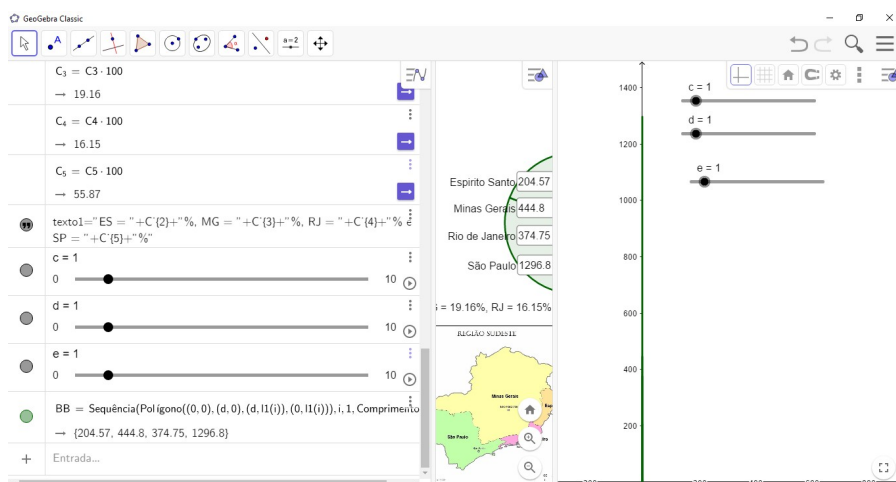 GeoGebra Classic
A
a=2
C₃ = C3 · 100
→ 19.16
C₄ = C4 · 100
→ 16.15
C₅ = C5 · 100
→ 55.87
texto1="ES = "+C´{2}+"%, MG = "+C´{3}+"%, RJ = "+C´{4}+"% e
SP = "+C´{5}+"%"
c = 1
0 10
d = 1
0 10
e = 1
0 10
BB = Sequência(Polígono((0, 0), (d, 0), (d, l1(i)), (0, l1(i))), i, 1, Comprimento
→ {204.57, 444.8, 374.75, 1296.8}
+ Entrada...
Espirito Santo 204.57
Minas Gerais 444.8
Rio de Janeiro 374.75
São Paulo 1296.8
= 19.16%, RJ = 16.15%
REGIÃO SUDESTE
Minas Gerais
São Paulo
1400
1200
1000
800
600
400
200
c = 1
d = 1
e = 1